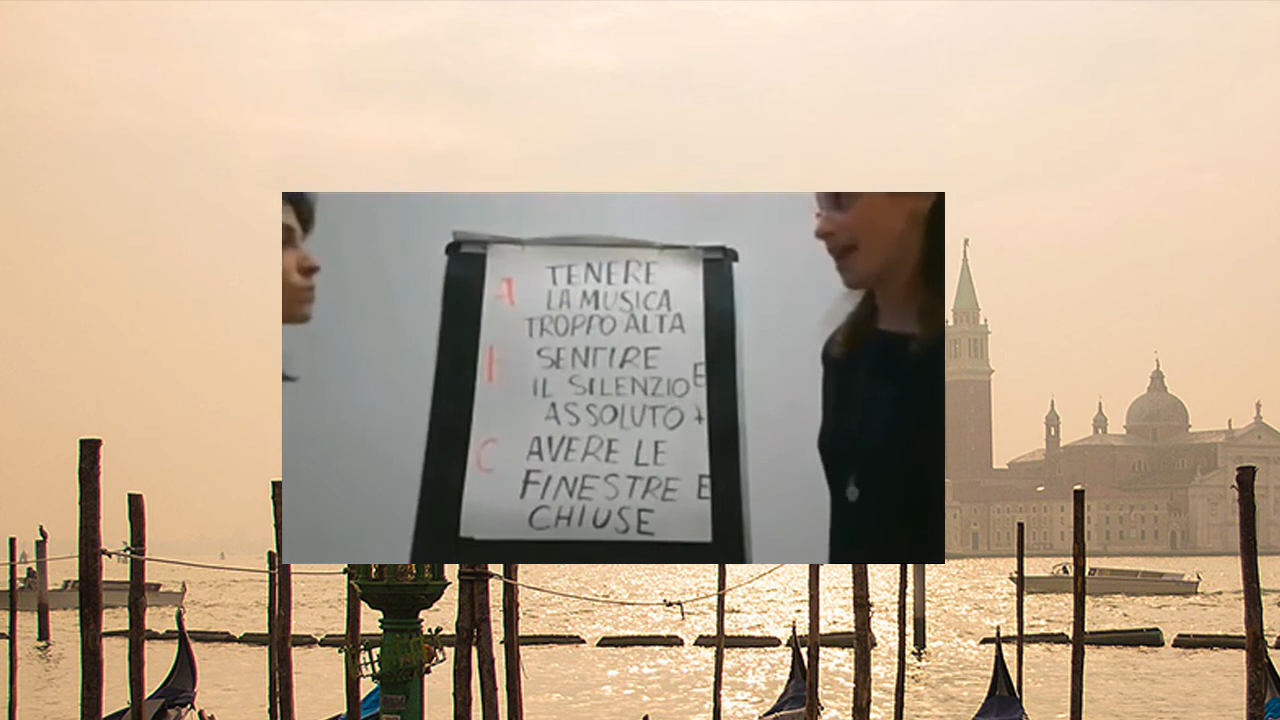 A TENERE
LA MUSICA
TROPPO ALTA
SENTIRE
IL SILENZIO E
ASSOLUTO +
C AVERE LE
FINESTRE E
CHIUSE